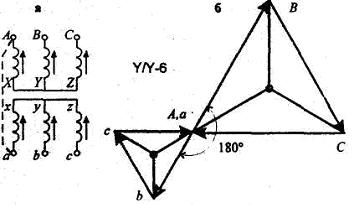 а б
A B C
X Y Z
x y z
a b c
Y/Y-6
B
A,a
c
180°
C
b